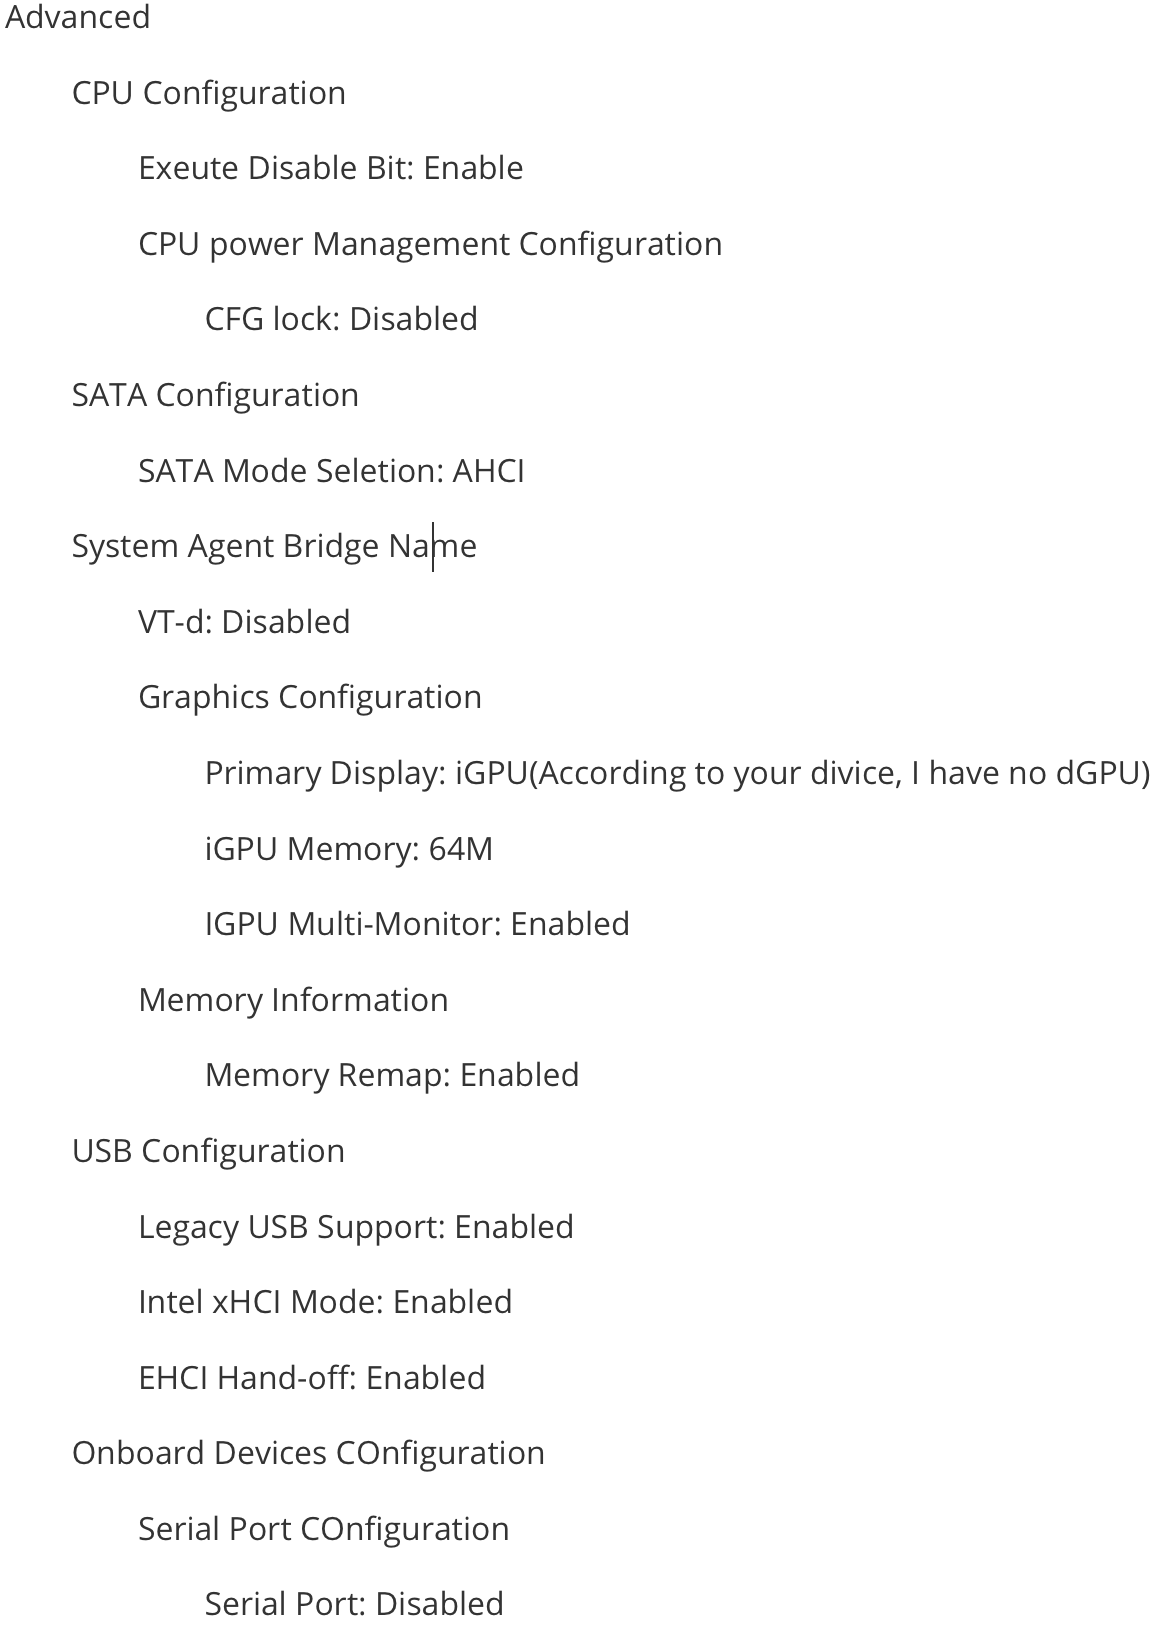 Advanced
CPU Configuration
Exeute Disable Bit: Enable
CPU power Management Configuration
CFG lock: Disabled
SATA Configuration
SATA Mode Seletion: AHCI
System Agent Bridge Name
VT-d: Disabled
Graphics Configuration
Primary Display: iGPU(According to your divice, I have no dGPU)
iGPU Memory: 64M
IGPU Multi-Monitor: Enabled
Memory Information
Memory Remap: Enabled
USB Configuration
Legacy USB Support: Enabled
Intel xHCI Mode: Enabled
EHCI Hand-off: Enabled
Onboard Devices COnfiguration
Serial Port COnfiguration
Serial Port: Disabled